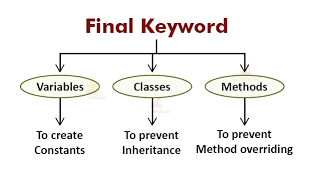 Final Keyword
Variables
Classes
Methods
To create
Constants
To prevent
Inheritance
To prevent
Method overriding